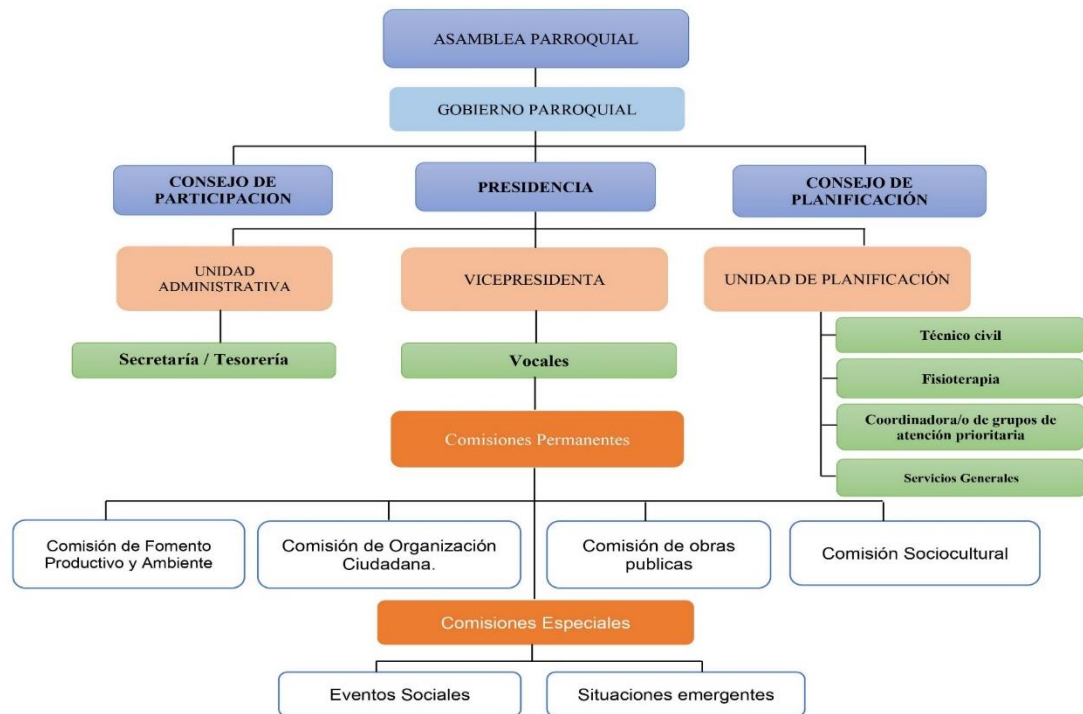 ASAMBLEA PARROQUIAL
GOBIERNO PARROQUIAL
CONSEJO DE
PARTICIPACION
PRESIDENCIA
CONSEJO DE
PLANIFICACIÓN
UNIDAD
ADMINISTRATIVA
VICEPRESIDENTA
UNIDAD DE PLANIFICACIÓN
Secretaría / Tesorería
Vocales
Técnico civil
Fisioterapia
Coordinadora/o de grupos de
atención prioritaria
Servicios Generales
Comisiones Permanentes
Comisión de Fomento
Productivo y Ambiente
Comisión de Organización
Ciudadana.
Comisión de obras
publicas
Comisión Sociocultural
Comisiones Especiales
Eventos Sociales
Situaciones emergentes